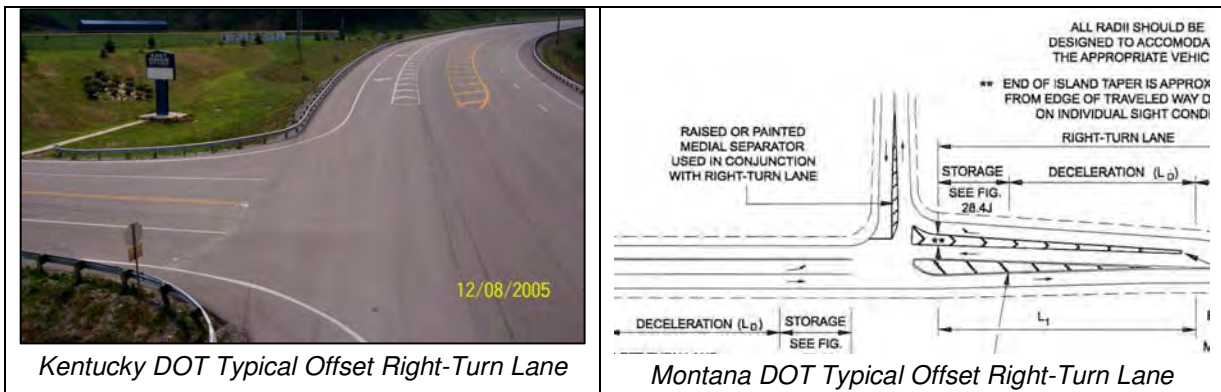 12/08/2005
Kentucky DOT Typical Offset Right-Turn Lane
ALL RADII SHOULD BE
DESIGNED TO ACCOMODA
THE APPROPRIATE VEHIC
** END OF ISLAND TAPER IS APPROX
FROM EDGE OF TRAVELED WAY D
ON INDIVIDUAL SIGHT CONDI
RAISED OR PAINTED
MEDIAL SEPARATOR
USED IN CONJUNCTION
WITH RIGHT-TURN LANE
RIGHT-TURN LANE
STORAGE
SEE FIG.
28.4J
DECELERATION (L D)
**
DECELERATION (L D)
STORAGE
SEE FIG.
L1
Montana DOT Typical Offset Right-Turn Lane